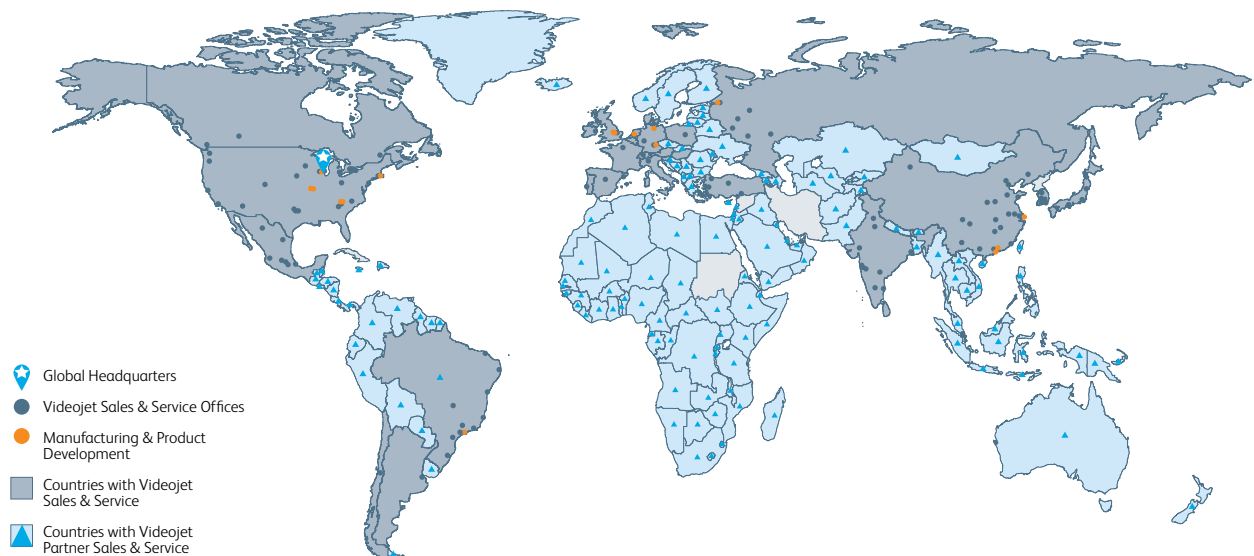 Global Headquarters
Videojet Sales & Service Offices
Manufacturing & Product
Development
Countries with Videojet
Sales & Service
Countries with Videojet
Partner Sales & Service